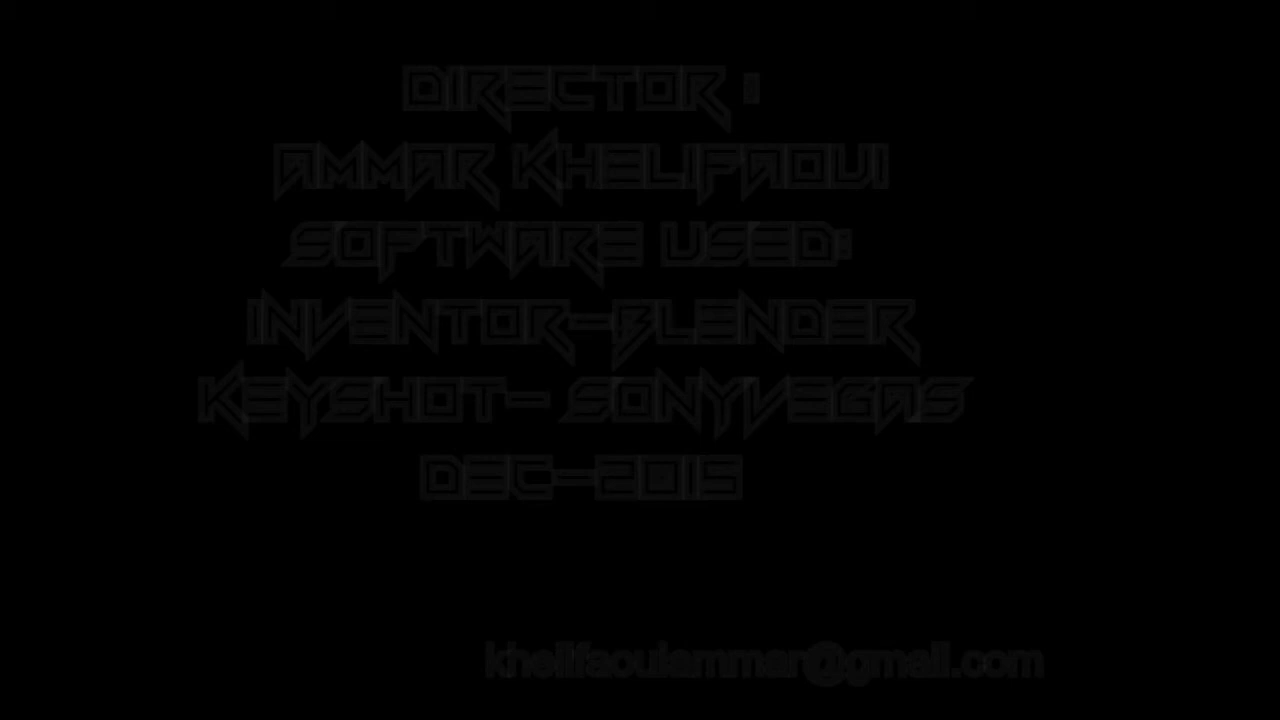 DIRECTOR :
AMMAR KHELIFAOUI
SOFTWARE USED:
INVENTOR-BLENDER
KEYSHOT- SONYVEGAS
DEC-2015
khelifaouiammar@gmail.com